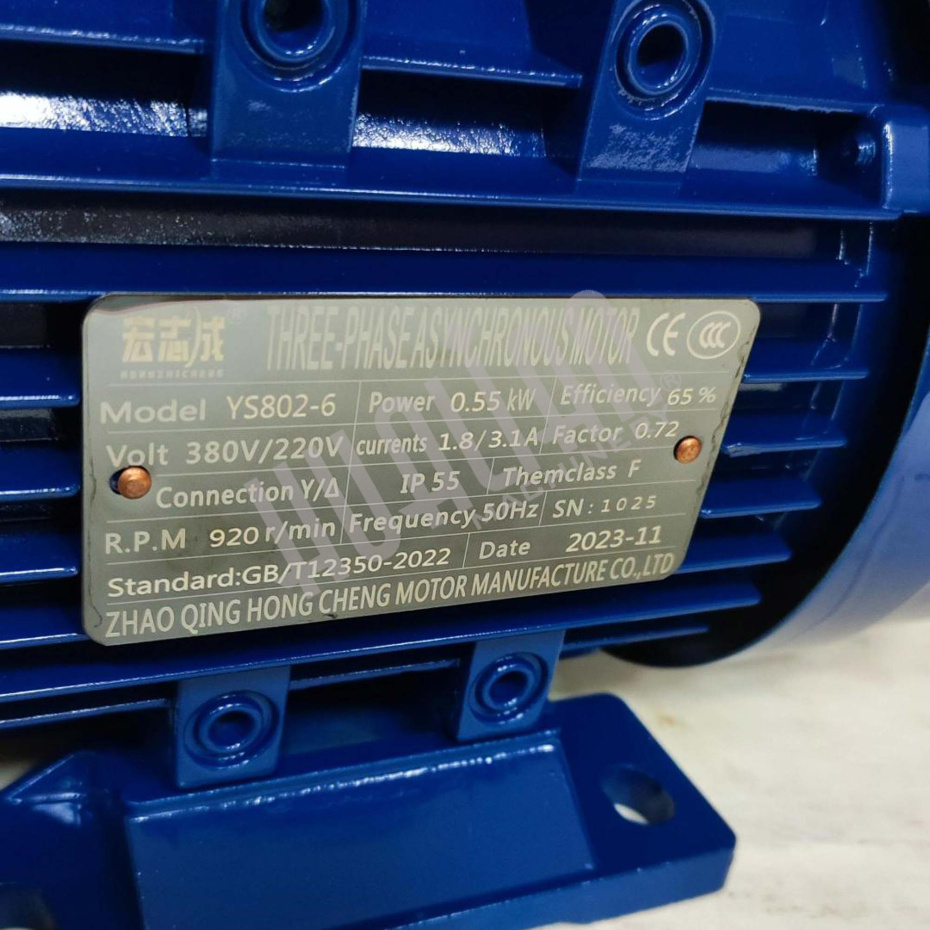 宏志成 THREE-PHASE ASYNCHRONOUS MOTOR CE CCC
HONGZHICHENG
Model YS802-6 Power 0.55 kW Efficiency 65 %
Volt 380V/220V currents 1.8/3.1A Factor 0.72
Connection Y/Δ IP 55 Themclass F
R.P.M 920 r/min Frequency 50Hz SN: 1025
Standard:GB/T12350-2022 Date 2023-11
ZHAO QING HONG CHENG MOTOR MANUFACTURE CO.,LTD